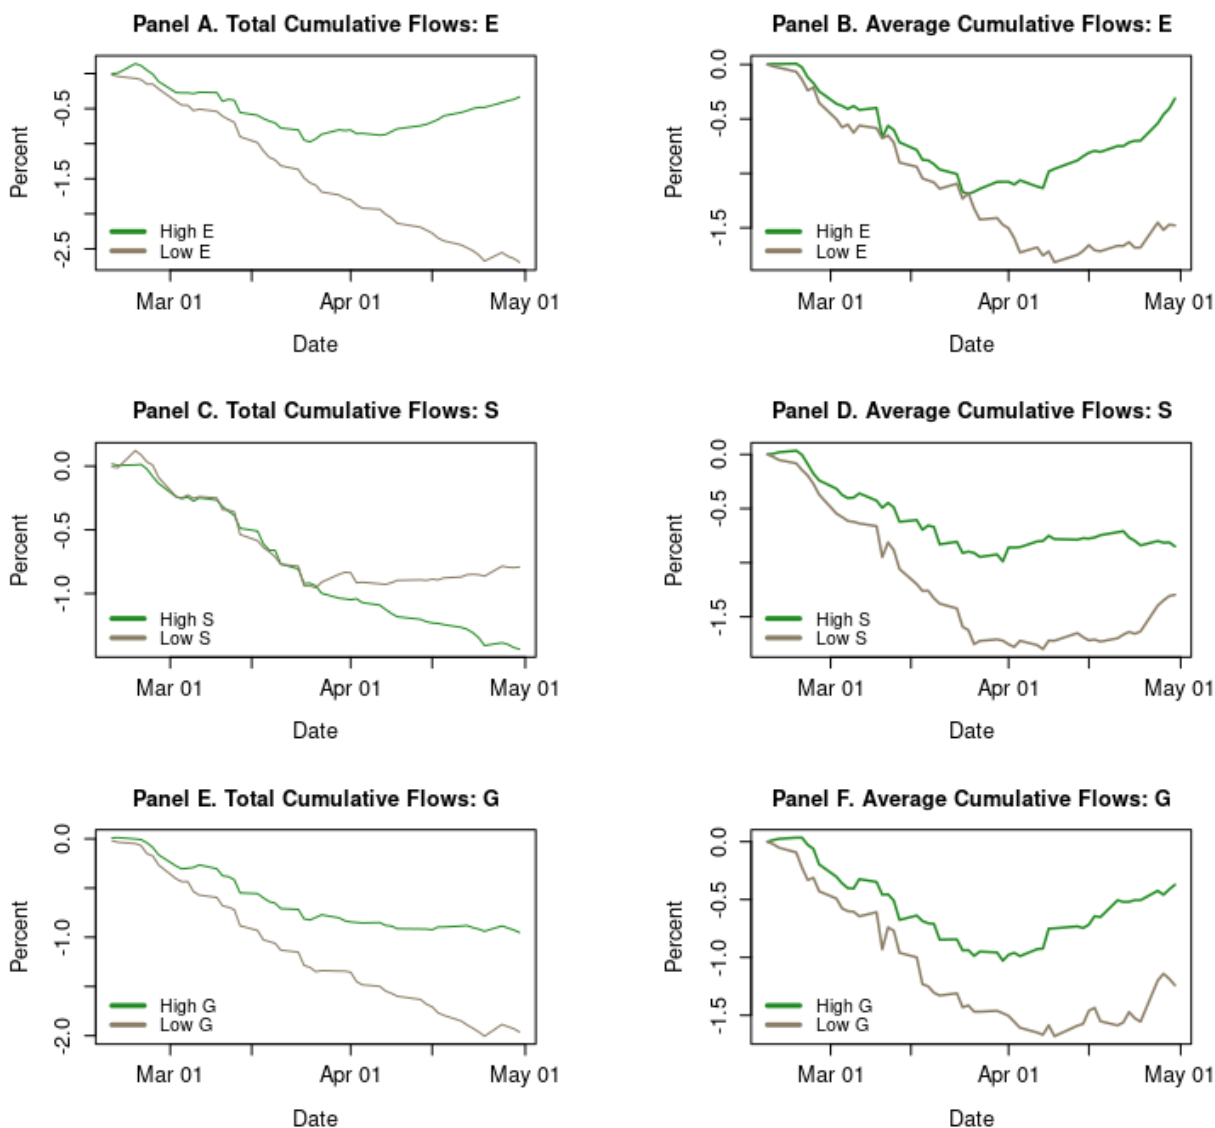 Panel A. Total Cumulative Flows: E
Percent
-0.5
-1.5
-2.5
High E
Low E
Mar 01
Apr 01
May 01
Date
Panel B. Average Cumulative Flows: E
Percent
0.0
-0.5
-1.5
High E
Low E
Mar 01
Apr 01
May 01
Date
Panel C. Total Cumulative Flows: S
Percent
0.0
-0.5
-1.0
High S
Low S
Mar 01
Apr 01
May 01
Date
Panel D. Average Cumulative Flows: S
Percent
0.0
-0.5
-1.5
High S
Low S
Mar 01
Apr 01
May 01
Date
Panel E. Total Cumulative Flows: G
Percent
0.0
-1.0
-2.0
High G
Low G
Mar 01
Apr 01
May 01
Date
Panel F. Average Cumulative Flows: G
Percent
0.0
-0.5
-1.0
-1.5
High G
Low G
Mar 01
Apr 01
May 01
Date